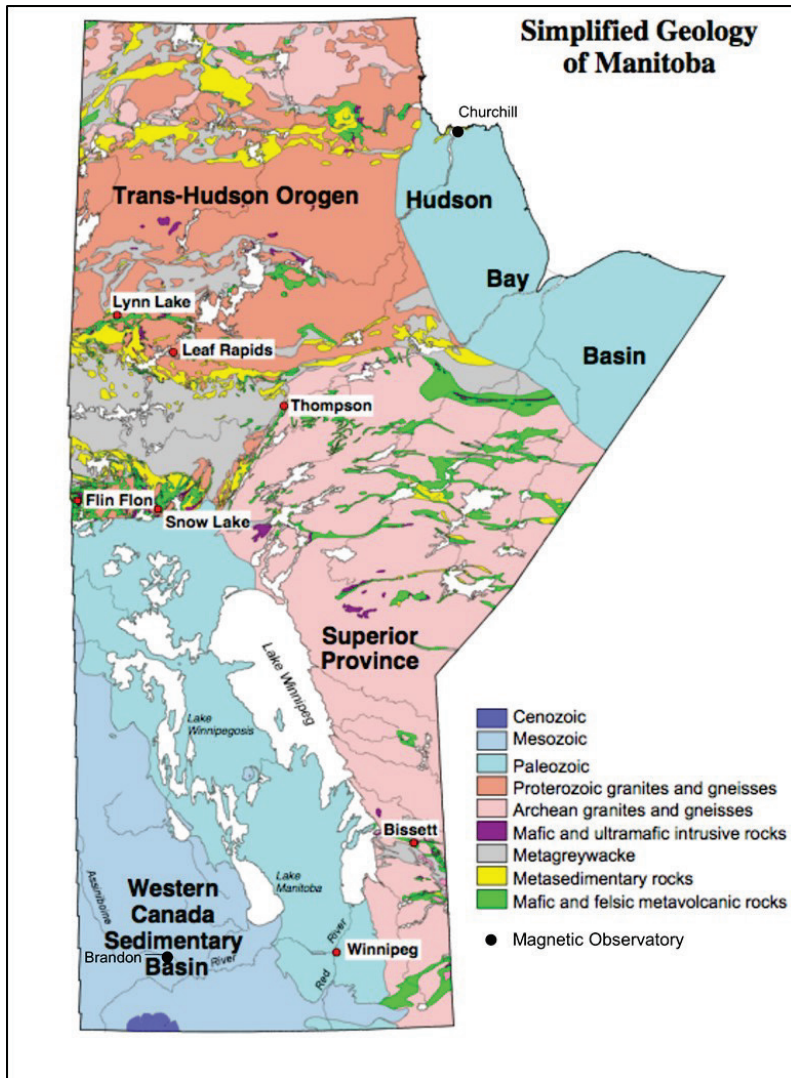 Simplified Geology
of Manitoba
Churchill
Trans-Hudson Orogen
Hudson
Bay
Basin
Lynn Lake
Leaf Rapids
Thompson
Flin Flon
Snow Lake
Superior
Province
Lake Winnipeg
Lake
Winnipegosis
Cenozoic
Mesozoic
Paleozoic
Proterozoic granites and gneisses
Archean granites and gneisses
Mafic and ultramafic intrusive rocks
Metagreywacke
Metasedimentary rocks
Mafic and felsic metavolcanic rocks
Magnetic Observatory
Bissett
Lake
Manitoba
Assiniboine
River
Western
Canada
Sedimentary
Basin
Brandon
Red
River
Winnipeg